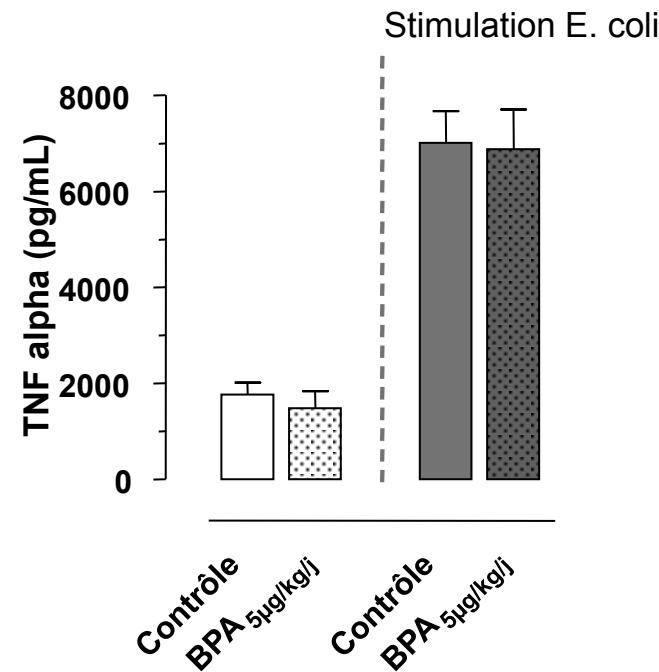 Stimulation E. coli
TNF alpha (pg/mL)
8000
6000
4000
2000
0
Contrôle
BPA 5µg/kg/j
Contrôle
BPA 5µg/kg/j